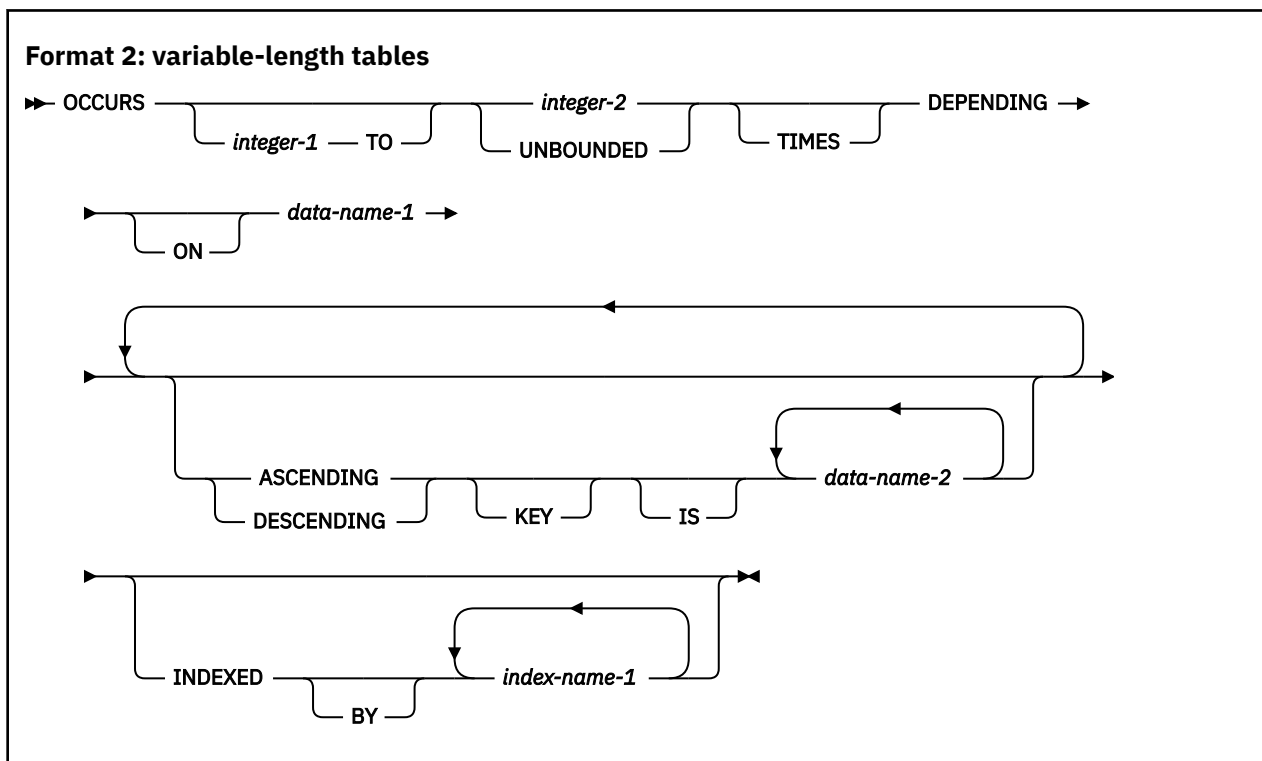 Format 2: variable-length tables
OCCURS integer-2 DEPENDING
integer-1 TO UNBOUNDED TIMES
data-name-1
ON
ASCENDING data-name-2
DESCENDING KEY IS
INDEXED index-name-1
BY